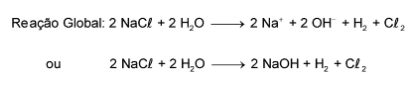 Reação Global: 2 NaCℓ + 2 H₂O ⟶ 2 Na⁺ + 2 OH⁻ + H₂ + Cℓ₂
ou 2 NaCℓ + 2 H₂O ⟶ 2 NaOH + H₂ + Cℓ₂